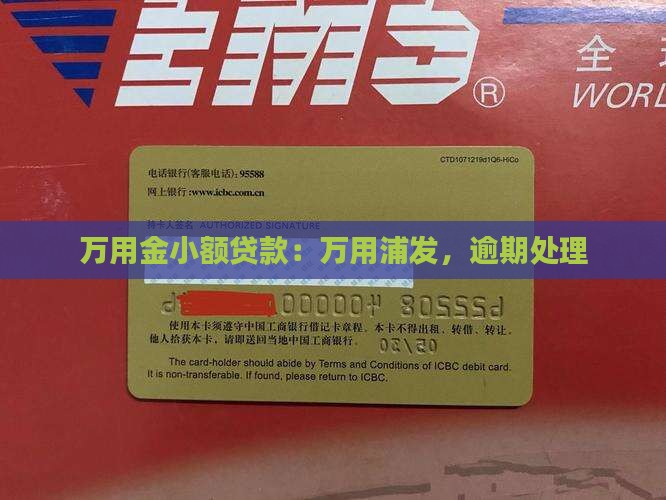 EMS®
全
WORL
电话银行(客服电话):95588
CTD1071219d1Q6-HiCo
网上银行:www.icbc.com.cn
持卡人签名 AUTHORIZED SIGNATURE
万用金小额贷款：万用浦发，逾期处理
使用本卡须遵守中国工商银行借记卡章程。本卡不得出租、转借、转让。
他人拾获本卡，请即送回当地中国工商银行。
The card-holder should abide by Terms and Conditions of ICBC debit card.
It is non-transferable. If found, please return to ICBC.